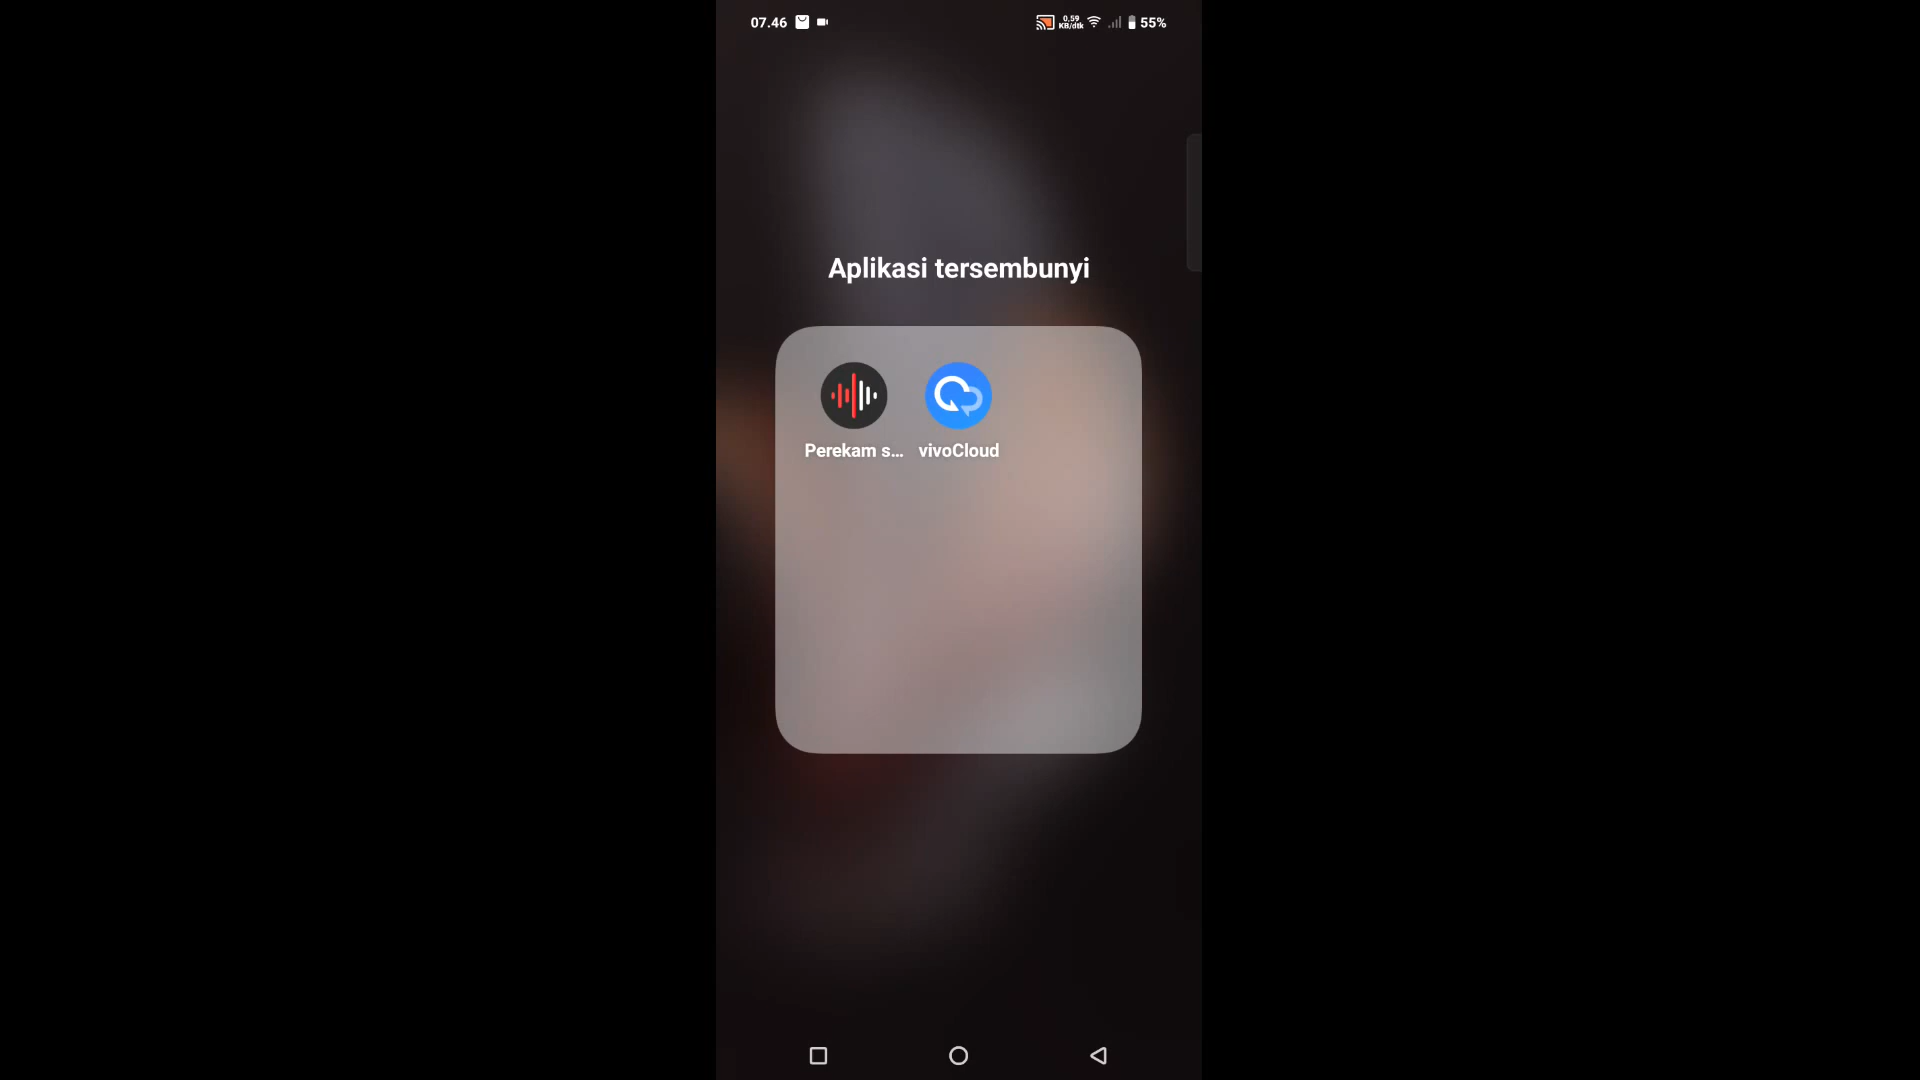 07.46
0,59
KB/dtk
55%
Aplikasi tersembunyi
Perekam s...
vivoCloud